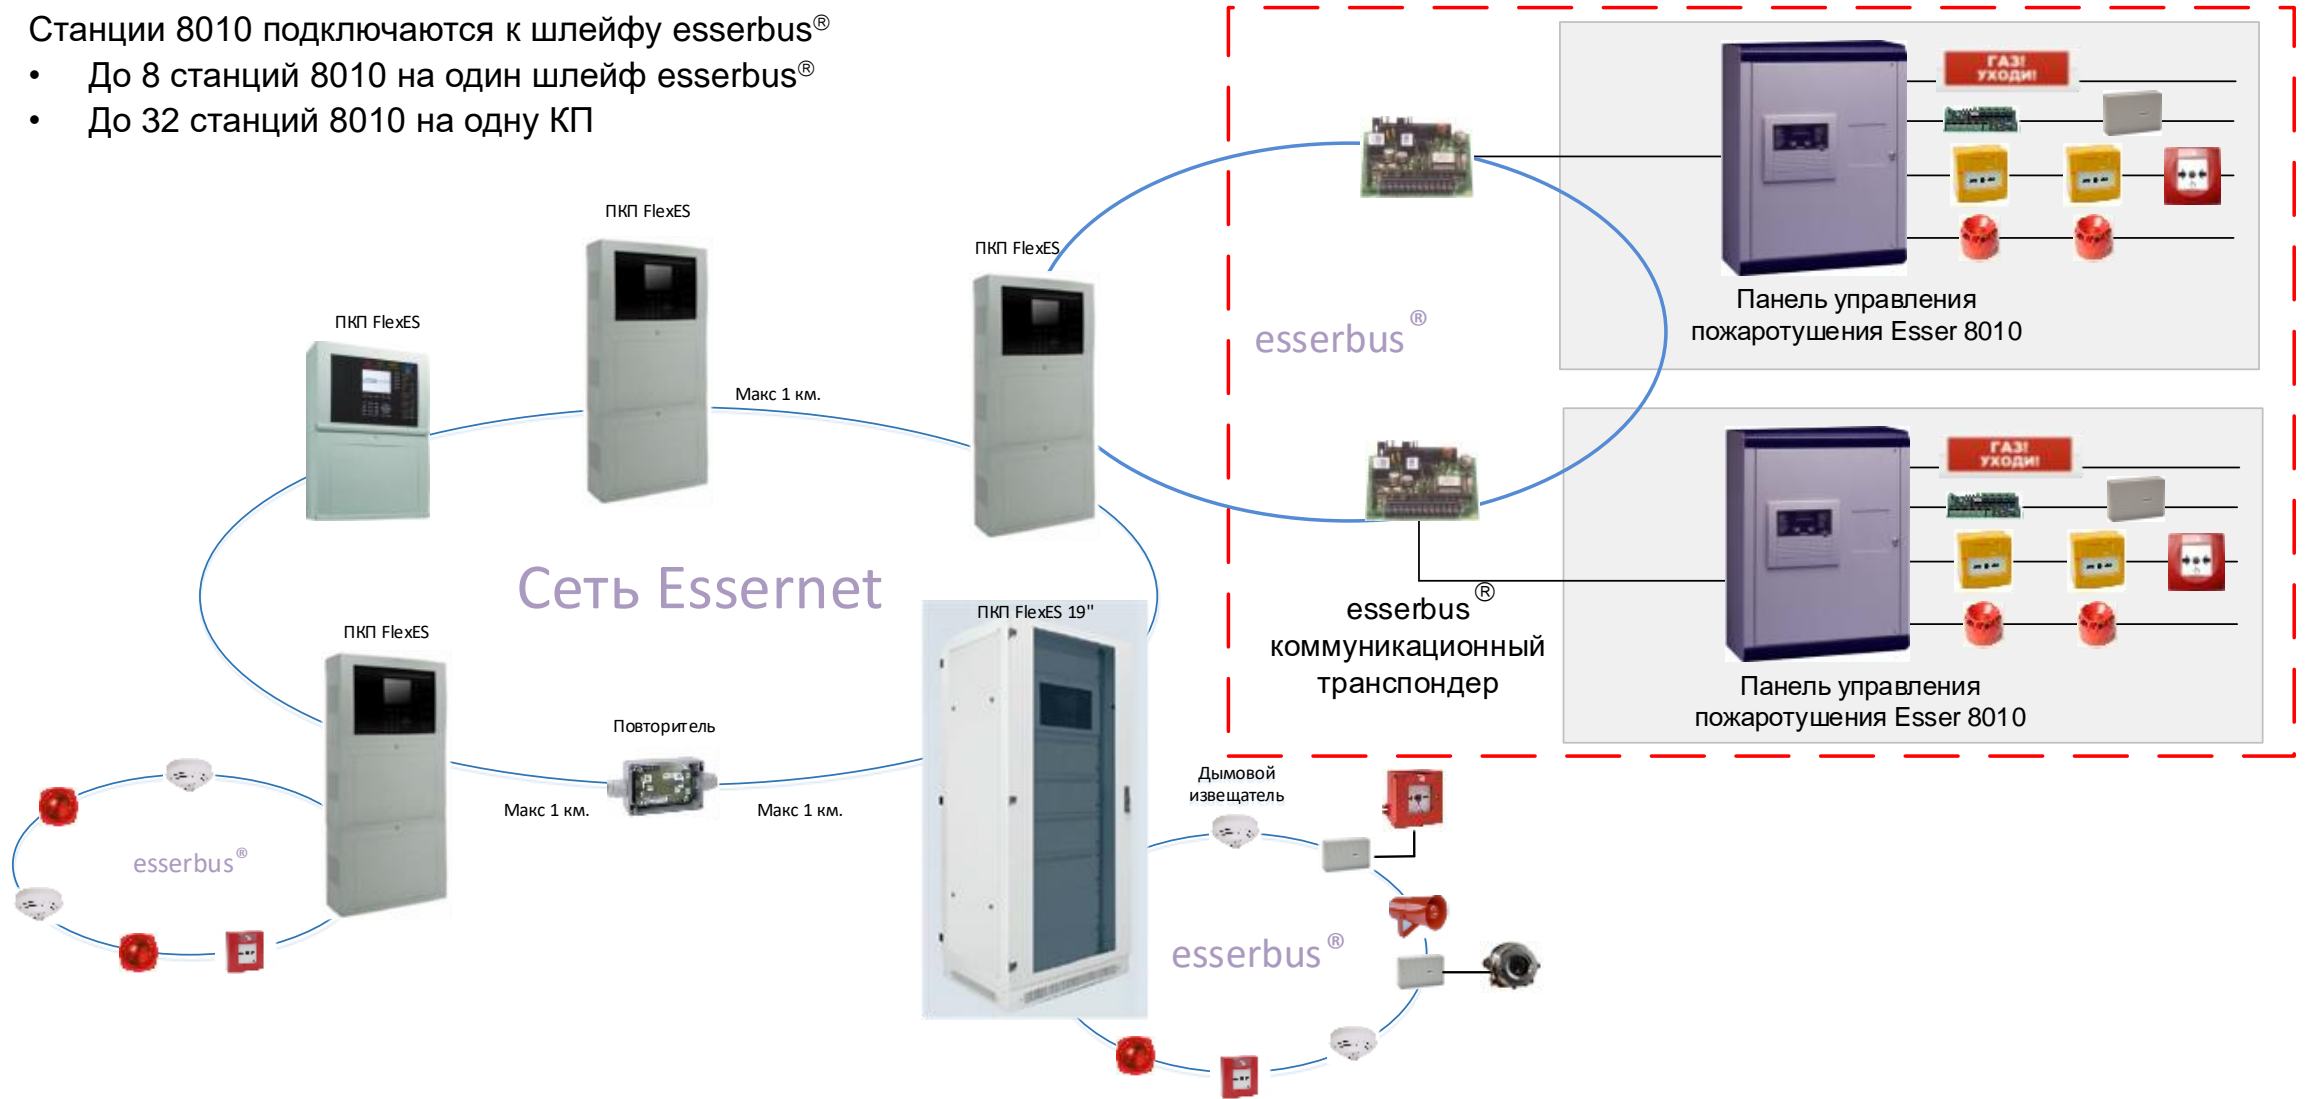 Станции 8010 подключаются к шлейфу esserbus®
• До 8 станций 8010 на один шлейф esserbus®
• До 32 станций 8010 на одну КП
ПКП FlexES
ПКП FlexES
ПКП FlexES
Макс 1 км.
Сеть Essernet
ПКП FlexES
ПКП FlexES 19"
Повторитель
Макс 1 км.
Макс 1 км.
esserbus®
esserbus®
ГАЗ!
УХОДИ!
Панель управления
пожаротушения Esser 8010
ГАЗ!
УХОДИ!
Панель управления
пожаротушения Esser 8010
esserbus®
коммуникационный
транспондер
Дымовой
извещатель
esserbus®